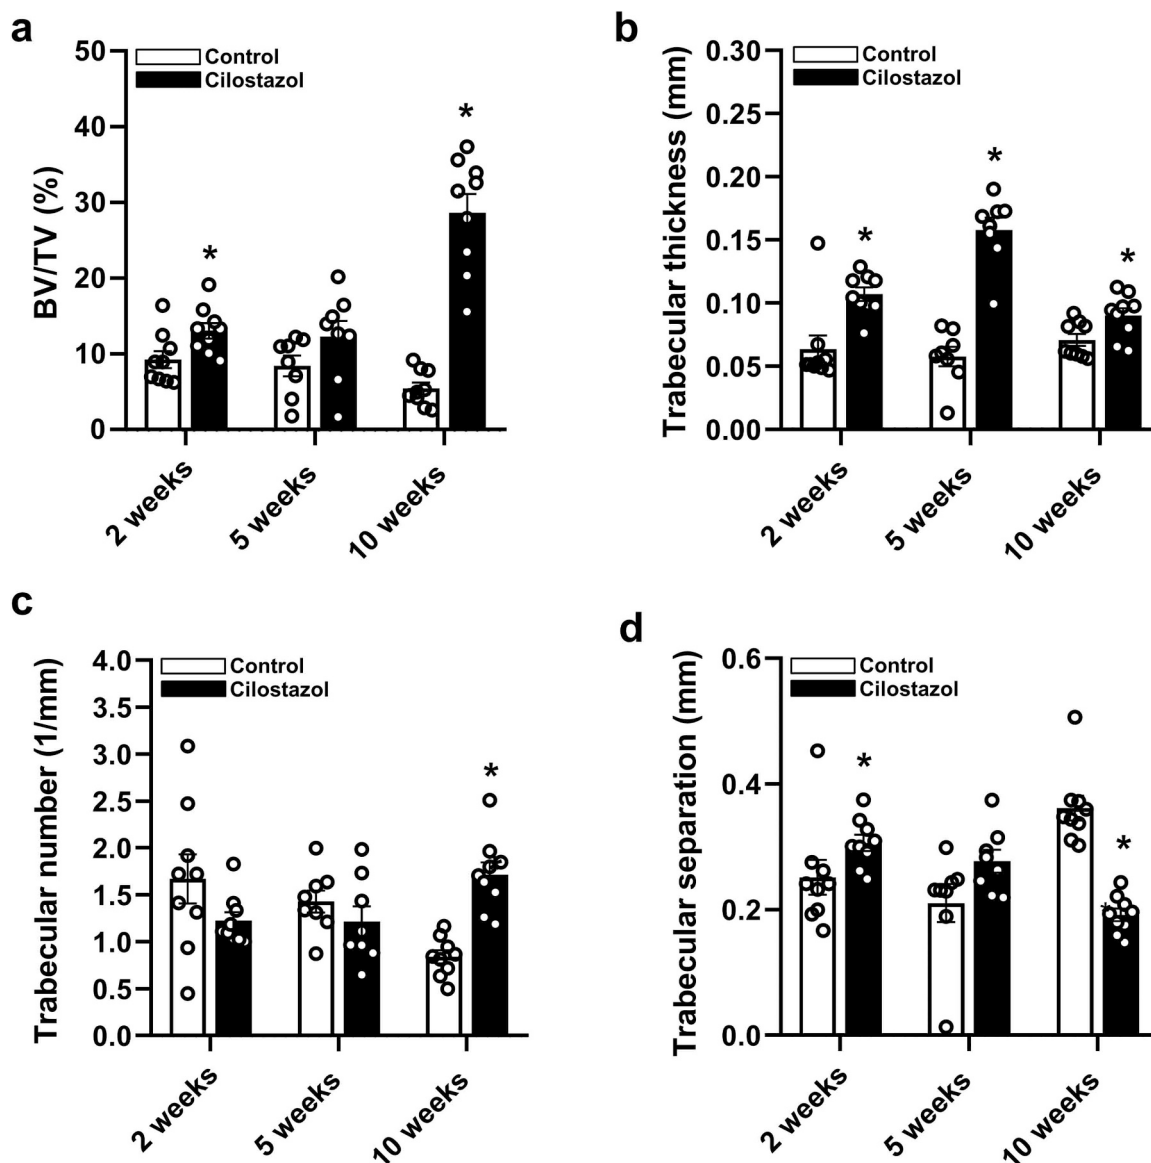 a
50
40
30
20
10
0
BV/TV (%)
Control
Cilostazol
*
*
2 weeks
5 weeks
10 weeks
b
0.30
0.25
0.20
0.15
0.10
0.05
0.00
Trabecular thickness (mm)
Control
Cilostazol
*
*
*
2 weeks
5 weeks
10 weeks
c
4.0
3.5
3.0
2.5
2.0
1.5
1.0
0.5
0.0
Trabecular number (1/mm)
Control
Cilostazol
*
2 weeks
5 weeks
10 weeks
d
0.6
0.4
0.2
0.0
Trabecular separation (mm)
Control
Cilostazol
*
*
*
2 weeks
5 weeks
10 weeks